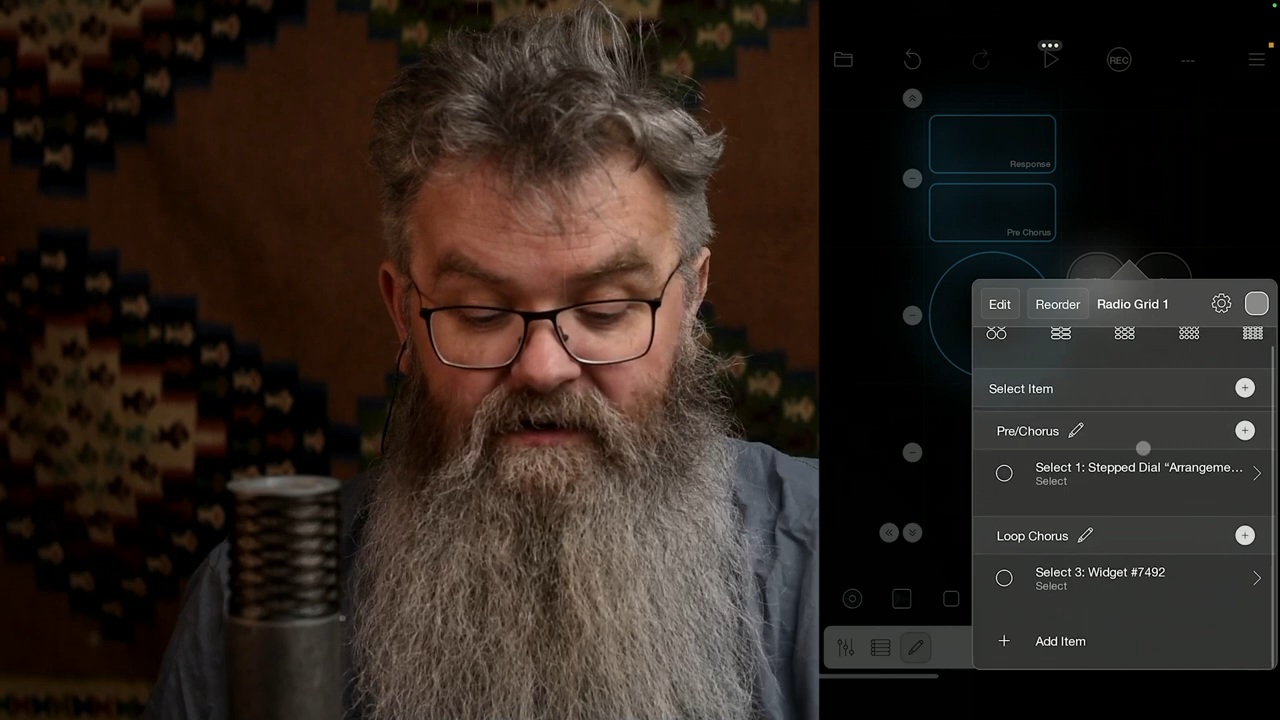 REC
Response
Pre Chorus
Edit
Reorder
Radio Grid 1
Select Item
Pre/Chorus
Select 1: Stepped Dial “Arrangeme...
Select
Loop Chorus
Select 3: Widget #7492
Select
Add Item